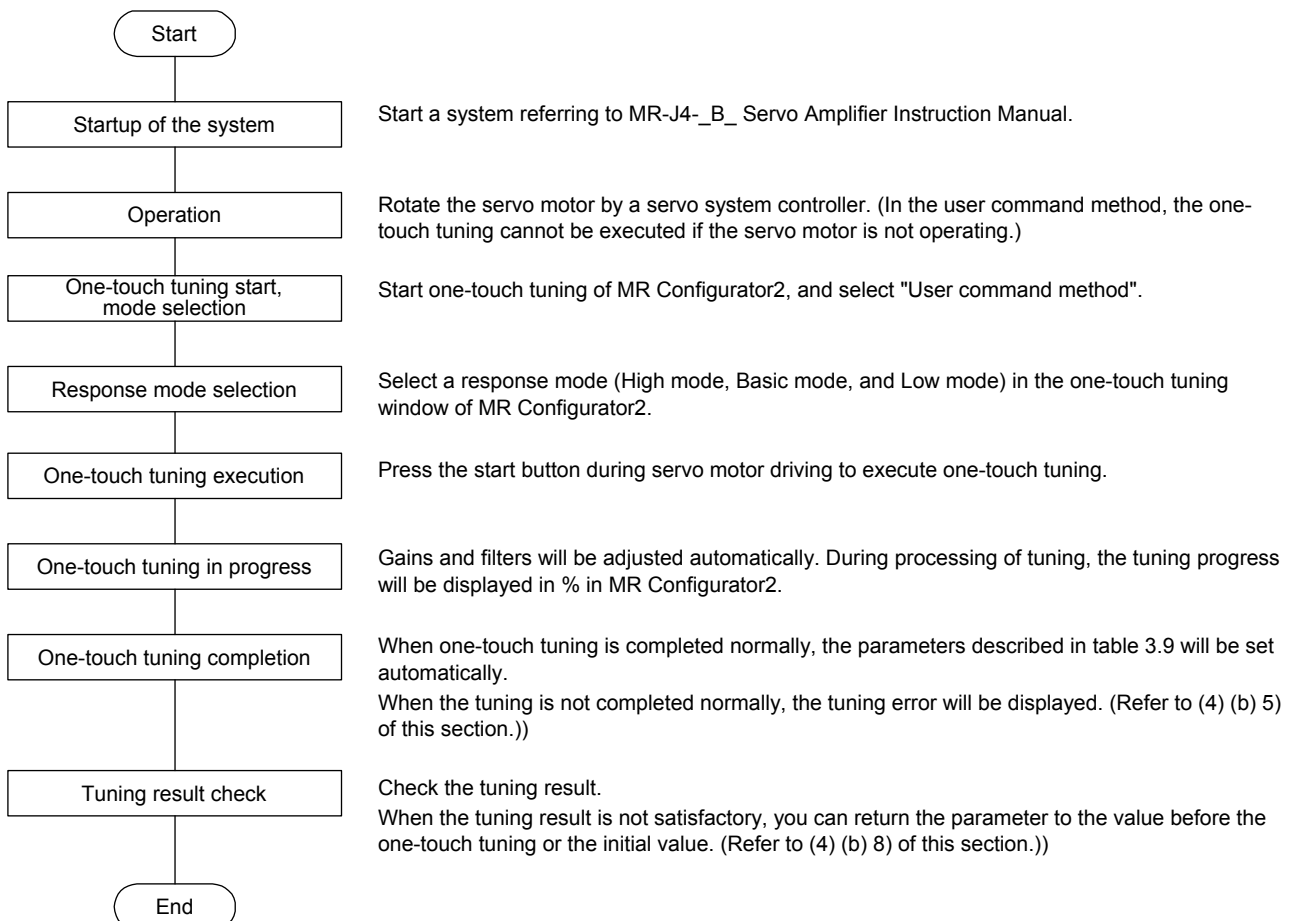 Start
Startup of the system
Start a system referring to MR-J4-_B_ Servo Amplifier Instruction Manual.
Operation
Rotate the servo motor by a servo system controller. (In the user command method, the one-
touch tuning cannot be executed if the servo motor is not operating.)
One-touch tuning start,
mode selection
Start one-touch tuning of MR Configurator2, and select "User command method".
Response mode selection
Select a response mode (High mode, Basic mode, and Low mode) in the one-touch tuning
window of MR Configurator2.
One-touch tuning execution
Press the start button during servo motor driving to execute one-touch tuning.
One-touch tuning in progress
Gains and filters will be adjusted automatically. During processing of tuning, the tuning progress
will be displayed in % in MR Configurator2.
One-touch tuning completion
When one-touch tuning is completed normally, the parameters described in table 3.9 will be set
automatically.
When the tuning is not completed normally, the tuning error will be displayed. (Refer to (4) (b) 5)
of this section.))
Tuning result check
Check the tuning result.
When the tuning result is not satisfactory, you can return the parameter to the value before the
one-touch tuning or the initial value. (Refer to (4) (b) 8) of this section.))
End